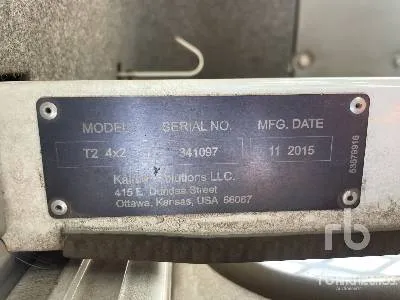 MODEL SERIAL NO. MFG. DATE
T2 4x2 341097 11 2015
Solutions LLC.
415 E. Dundas Street
Ottawa, Kansas, USA 66067
53579916
rb